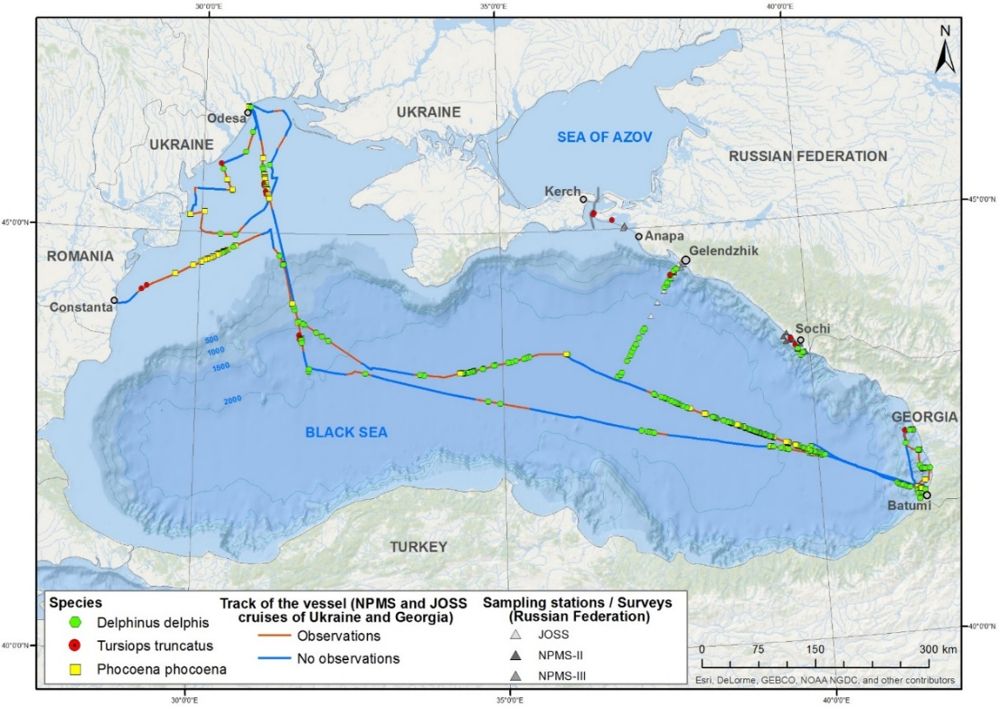 30°0'0"E
35°0'0"E
40°0'0"E
N
Odesa
UKRAINE
UKRAINE
SEA OF AZOV
RUSSIAN FEDERATION
Kerch
45°0'0"N
45°0'0"N
Anapa
Gelendzhik
ROMANIA
Constanta
Sochi
500
1000
1500
2000
BLACK SEA
GEORGIA
Batumi
TURKEY
Species
Delphinus delphis
Tursiops truncatus
Phocoena phocoena
Track of the vessel (NPMS and JOSS
cruises of Ukraine and Georgia)
Observations
No observations
Sampling stations / Surveys
(Russian Federation)
JOSS
NPMS-II
NPMS-III
0 75 150 300 km
Esri, DeLorme, GEBCO, NOAA NGDC, and other contributors
40°0'0"N
40°0'0"N
30°0'0"E
35°0'0"E
40°0'0"E